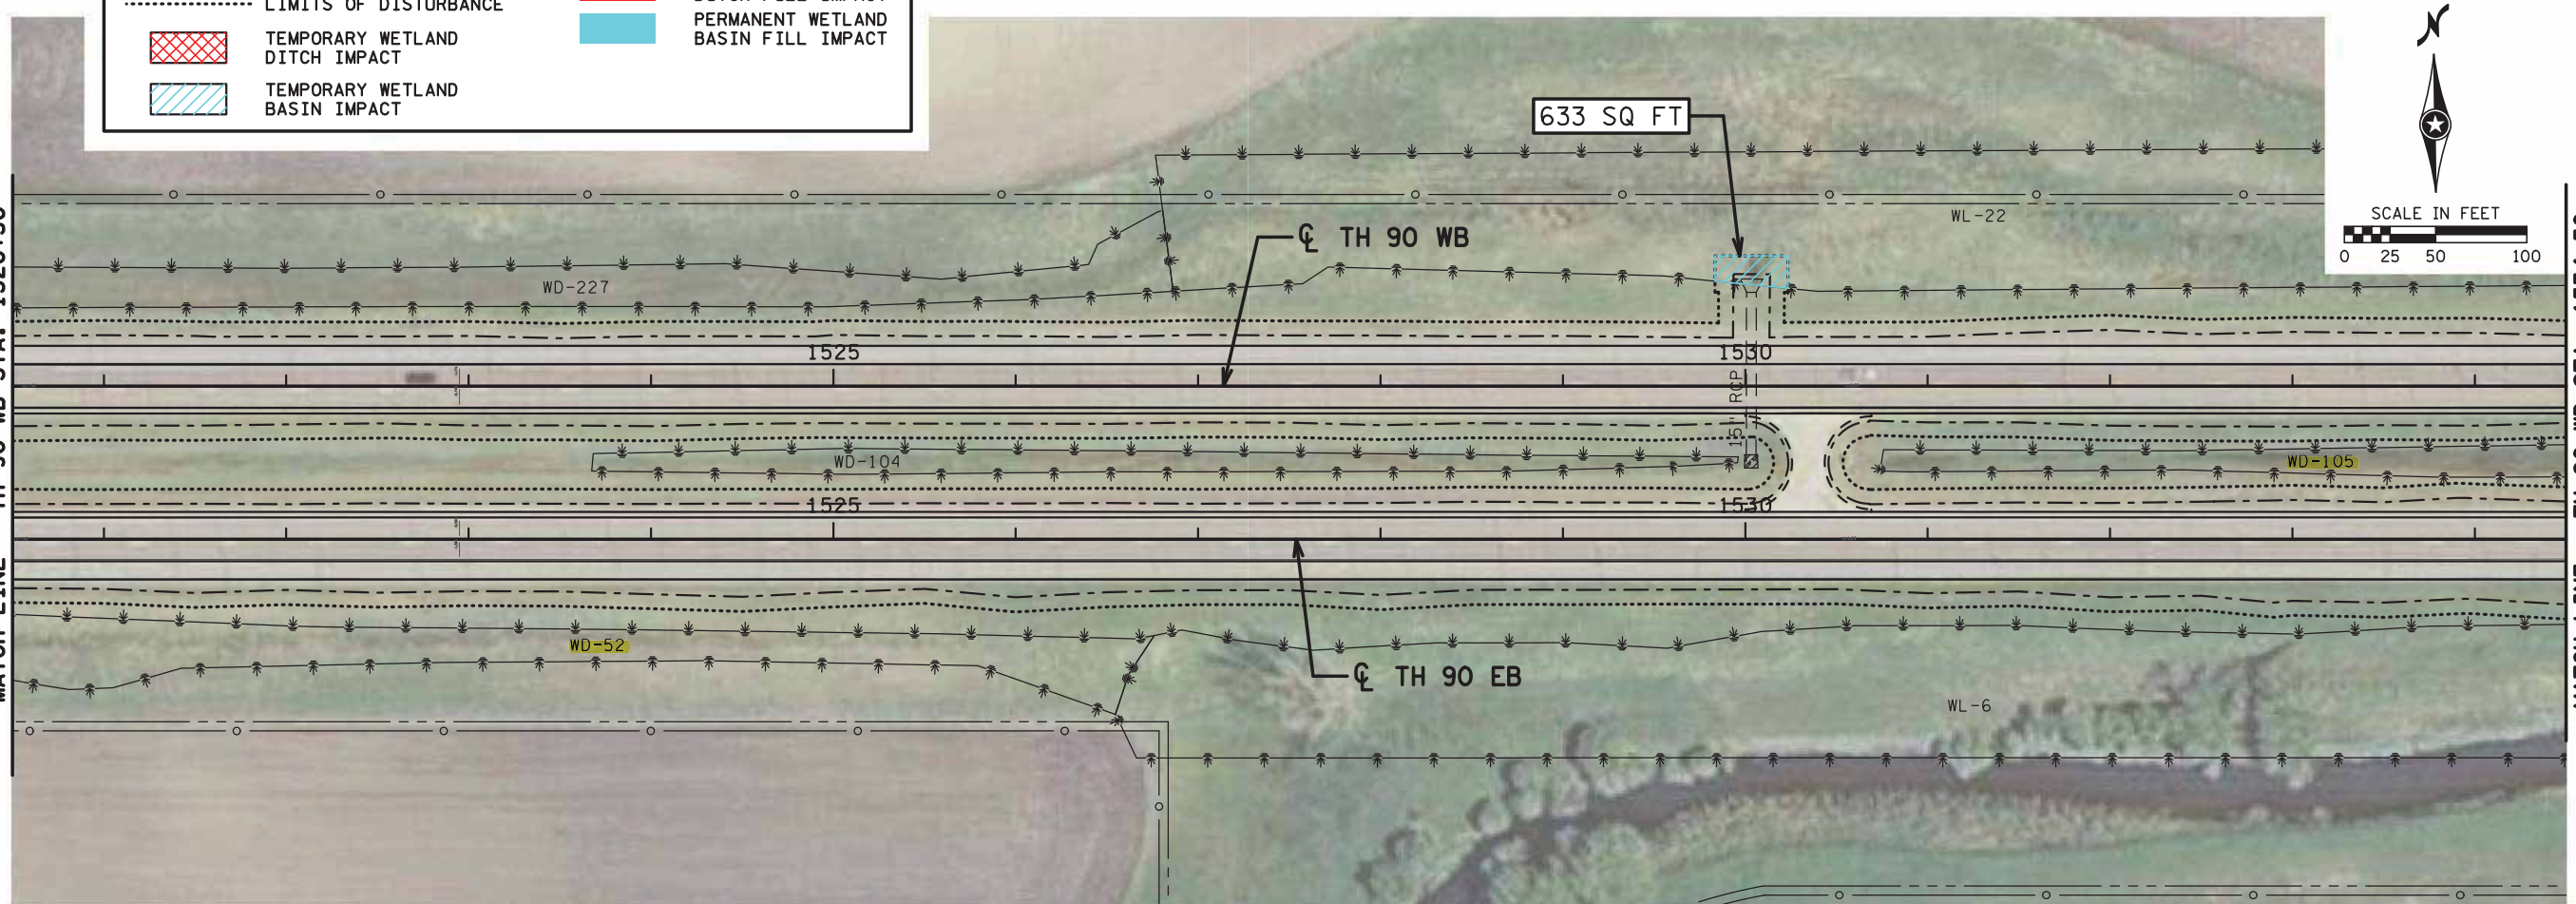 LIMITS OF DISTURBANCE
TEMPORARY WETLAND
DITCH IMPACT
TEMPORARY WETLAND
BASIN IMPACT
PERMANENT WETLAND
BASIN FILL IMPACT
N
SCALE IN FEET
0 25 50 100
633 SQ FT
WL-22
℄ TH 90 WB
WD-227
1525
1530
15" RCP
WD-104
WD-105
1525
1530
WD-52
℄ TH 90 EB
WL-6